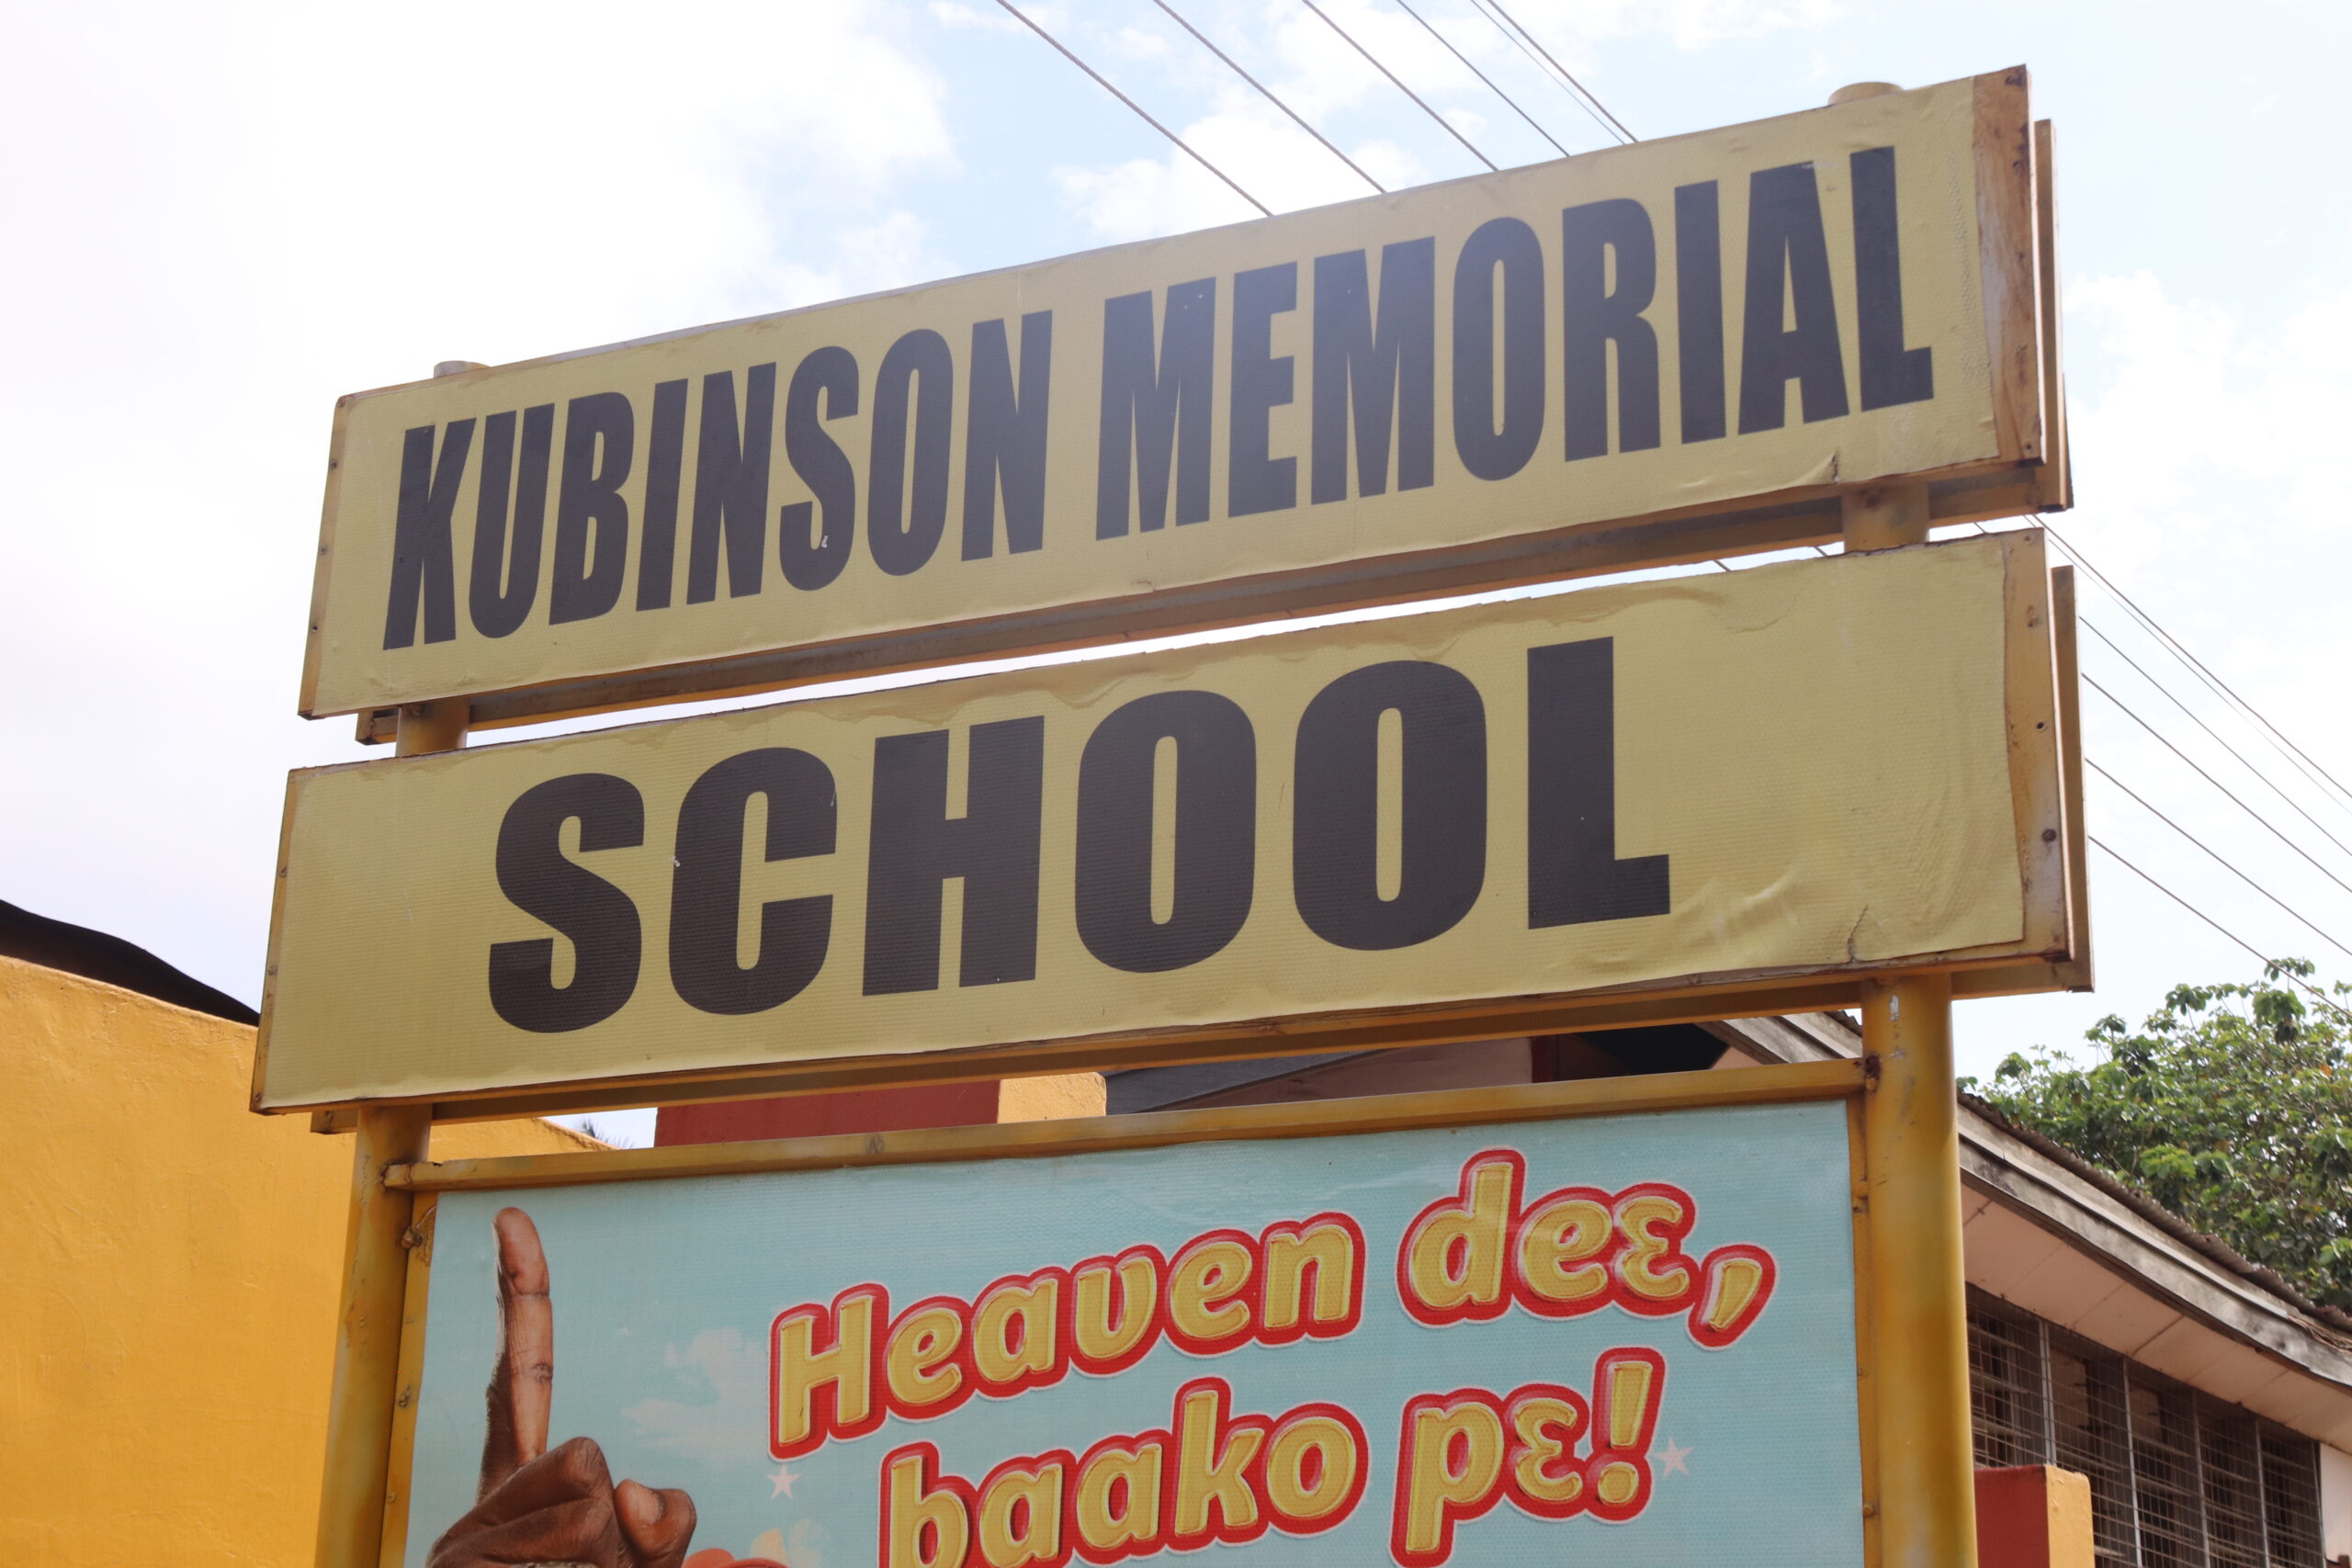 KUBINSON MEMORIAL
SCHOOL
Heaven deɛ,
baako pɛ!